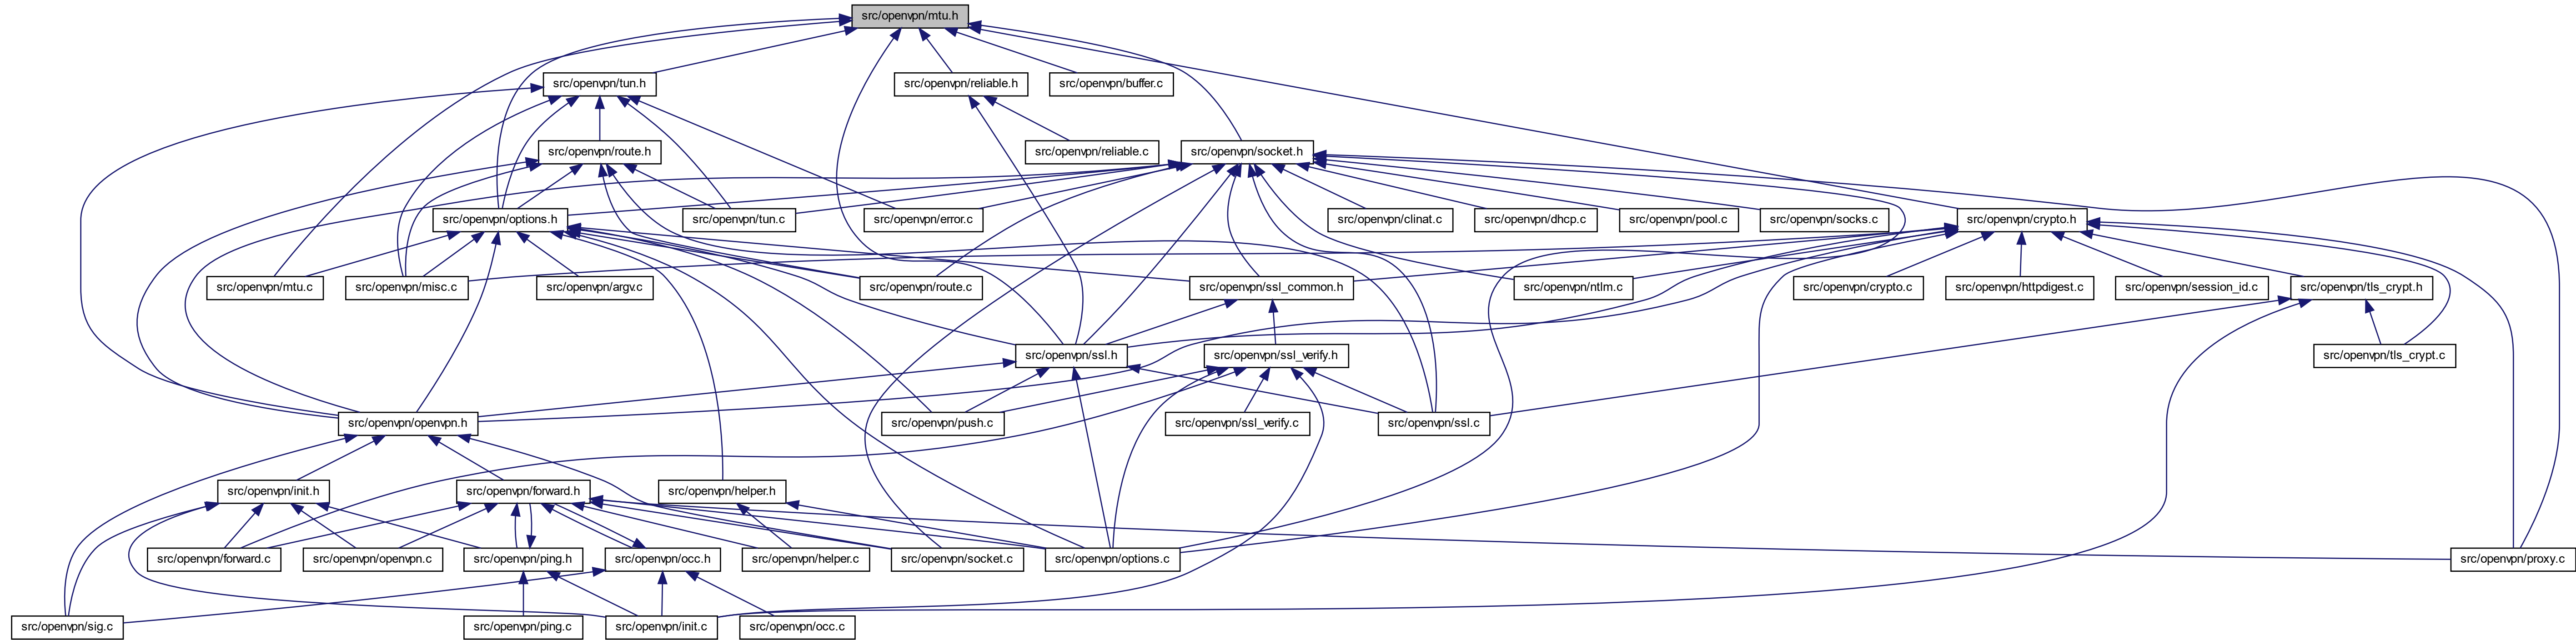 src/openvpn/mtu.h
src/openvpn/tun.h
src/openvpn/reliable.h
src/openvpn/buffer.c
src/openvpn/route.h
src/openvpn/reliable.c
src/openvpn/socket.h
src/openvpn/options.h
src/openvpn/tun.c
src/openvpn/error.c
src/openvpn/clinat.c
src/openvpn/dhcp.c
src/openvpn/pool.c
src/openvpn/socks.c
src/openvpn/crypto.h
src/openvpn/mtu.c
src/openvpn/misc.c
src/openvpn/argv.c
src/openvpn/route.c
src/openvpn/ssl_common.h
src/openvpn/ntlm.c
src/openvpn/crypto.c
src/openvpn/httpdigest.c
src/openvpn/session_id.c
src/openvpn/tls_crypt.h
src/openvpn/ssl.h
src/openvpn/ssl_verify.h
src/openvpn/tls_crypt.c
src/openvpn/openvpn.h
src/openvpn/push.c
src/openvpn/ssl_verify.c
src/openvpn/ssl.c
src/openvpn/init.h
src/openvpn/forward.h
src/openvpn/helper.h
src/openvpn/forward.c
src/openvpn/openvpn.c
src/openvpn/ping.h
src/openvpn/occ.h
src/openvpn/helper.c
src/openvpn/socket.c
src/openvpn/options.c
src/openvpn/proxy.c
src/openvpn/sig.c
src/openvpn/ping.c
src/openvpn/init.c
src/openvpn/occ.c